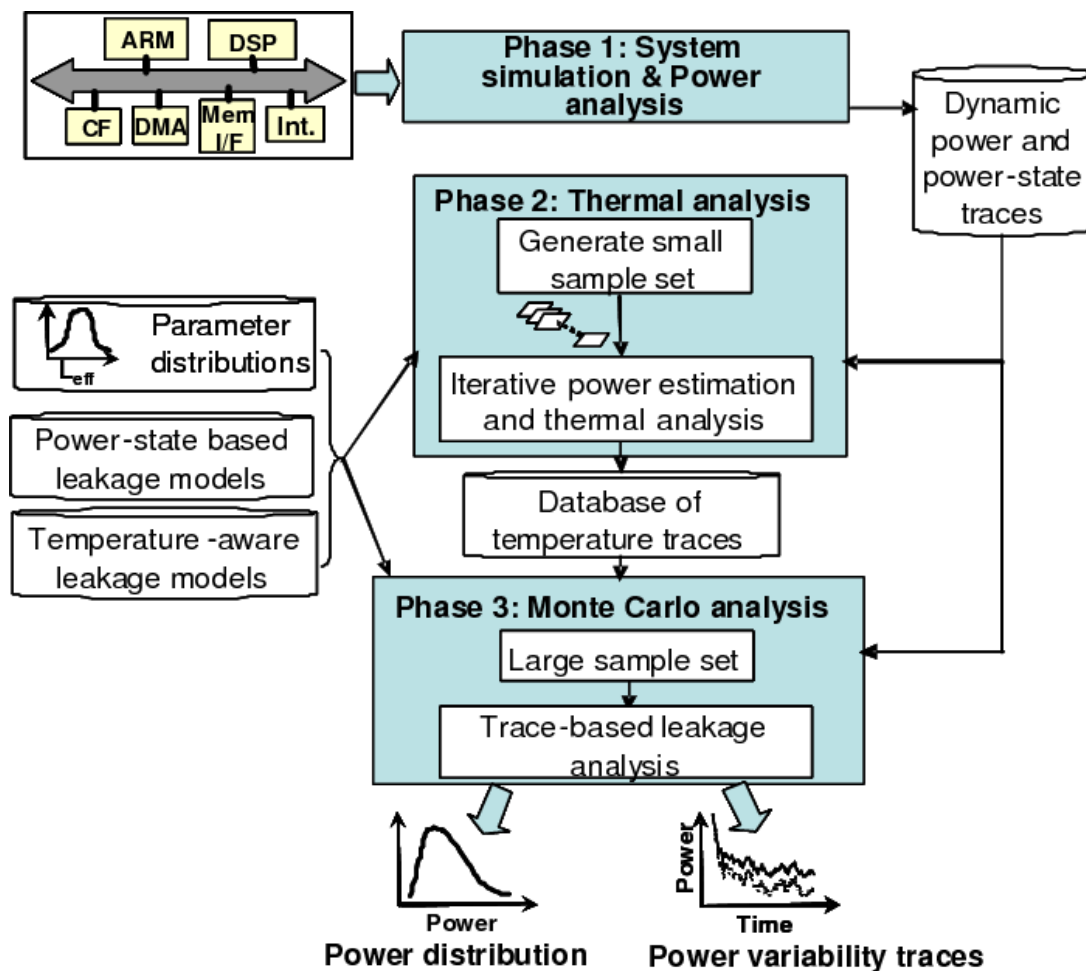 ARM
DSP
CF
DMA
Mem
I/F
Int.
Phase 1: System
simulation & Power
analysis
Dynamic
power and
power-state
traces
Phase 2: Thermal analysis
Generate small
sample set
Iterative power estimation
and thermal analysis
Parameter
distributions
Leff
Power-state based
leakage models
Temperature -aware
leakage models
Database of
temperature traces
Phase 3: Monte Carlo analysis
Large sample set
Trace-based leakage
analysis
Power
Power distribution
Power
Time
Power variability traces